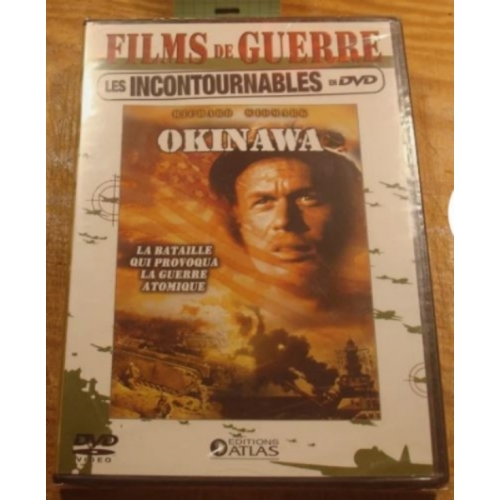 FILMS DE GUERRE
LES INCONTOURNABLES EN DVD
RICHARD WIDMARK
OKINAWA
LA BATAILLE
QUI PROVOQUA
LA GUERRE
ATOMIQUE
DVD
VIDEO
EDITIONS
ATLAS